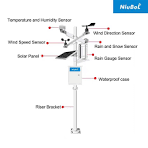 NiuBoL
Temperature and Humidity Sensor
Wind Direction Sensor
Wind Speed Sensor
Rain and Snow Sensor
Solar Panel
Rain Gauge Sensor
Waterproof case
Riser Bracket